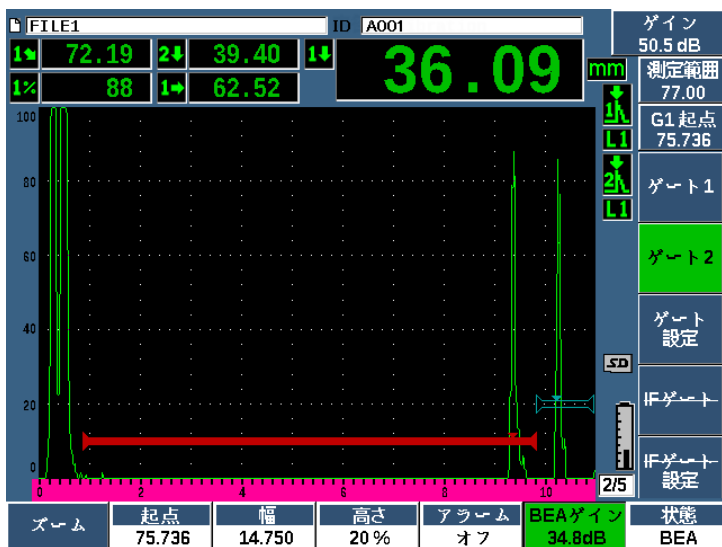 FILE1 ID A001
ゲイン
50.5 dB
1 72.19 2 39.40 1 36.09 mm
1% 88 1 62.52
測定範囲
77.00
G1起点
75.736
ゲート1
ゲート2
ゲート
設定
IFゲート
IFゲート
設定
1
L1
2
L1
SD
2/5
100
80
60
40
20
0
0 2 4 6 8 10
ズーム
起点
75.736
幅
14.750
高さ
20 %
アラーム
オフ
BEAゲイン
34.8dB
状態
BEA